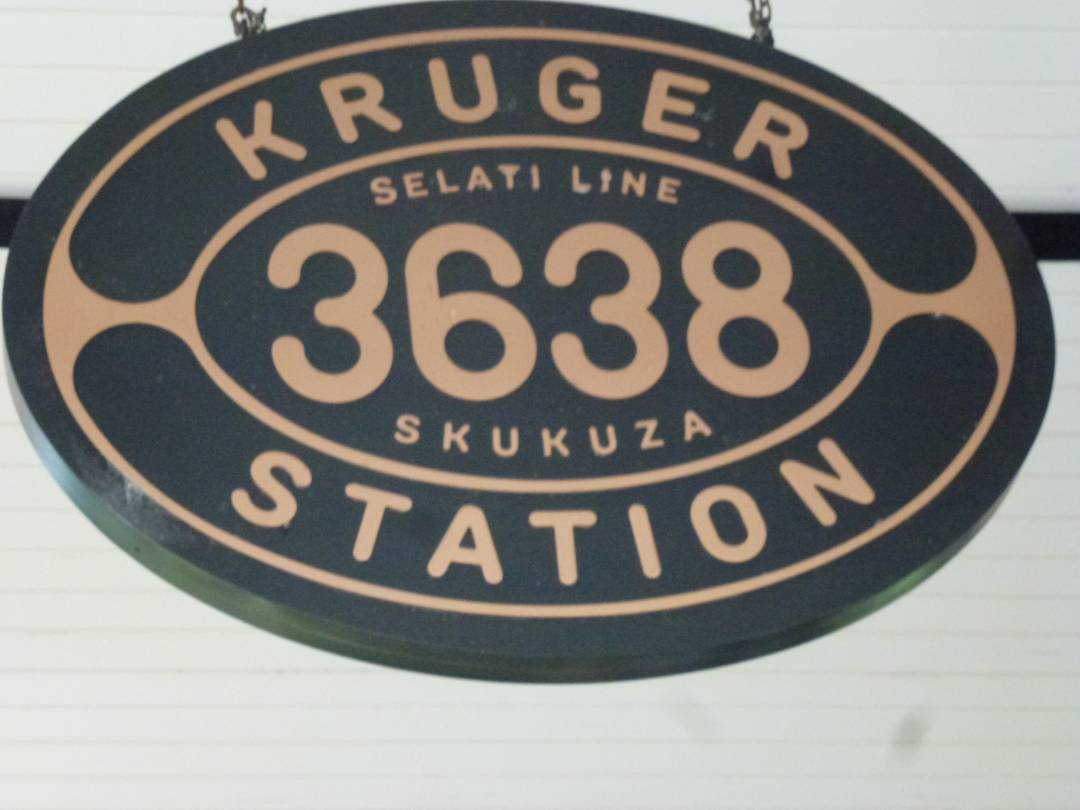 KRUGER
SELATI LINE
3638
SKUKUZA
STATION